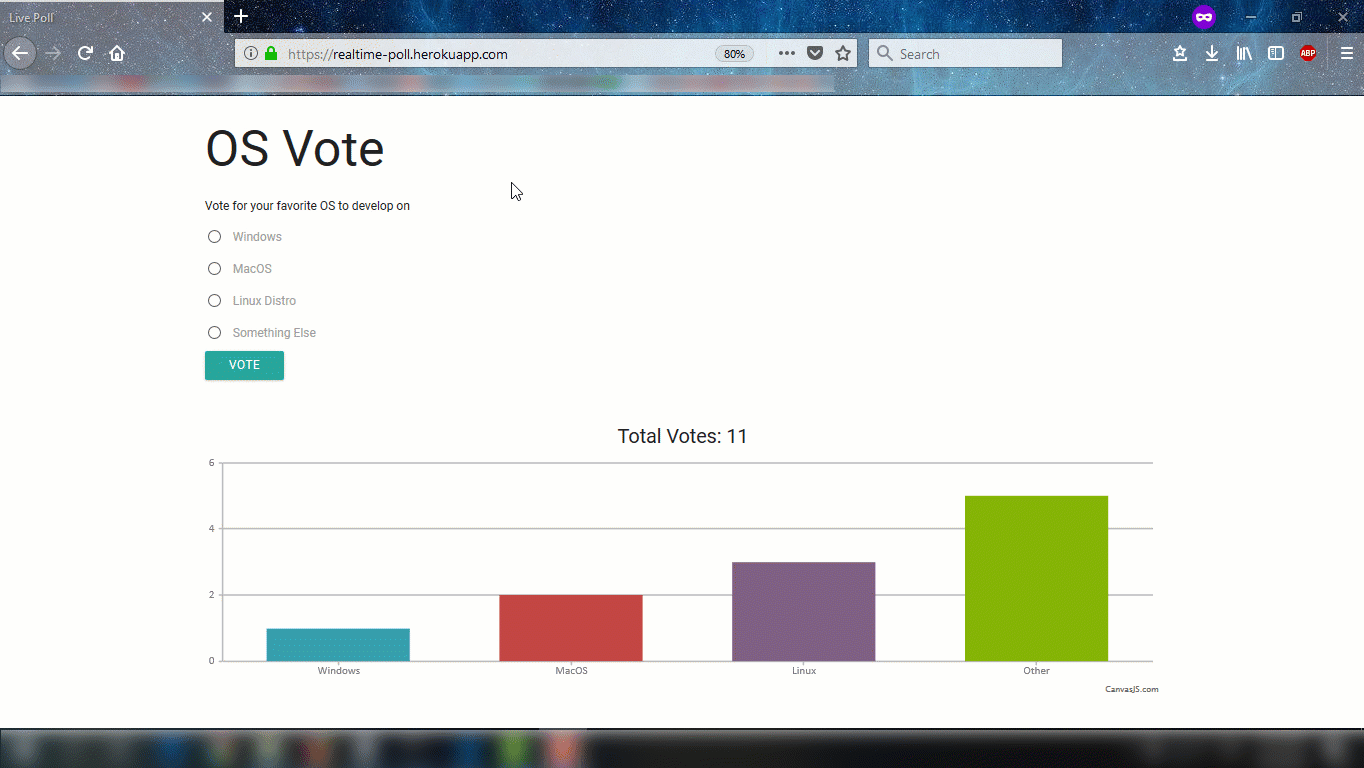 Live Poll
https://realtime-poll.herokuapp.com
80%
Search
ABP
OS Vote
Vote for your favorite OS to develop on
Windows
MacOS
Linux Distro
Something Else
VOTE
Total Votes: 11
6
4
2
0
Windows
MacOS
Linux
Other
CanvasJS.com